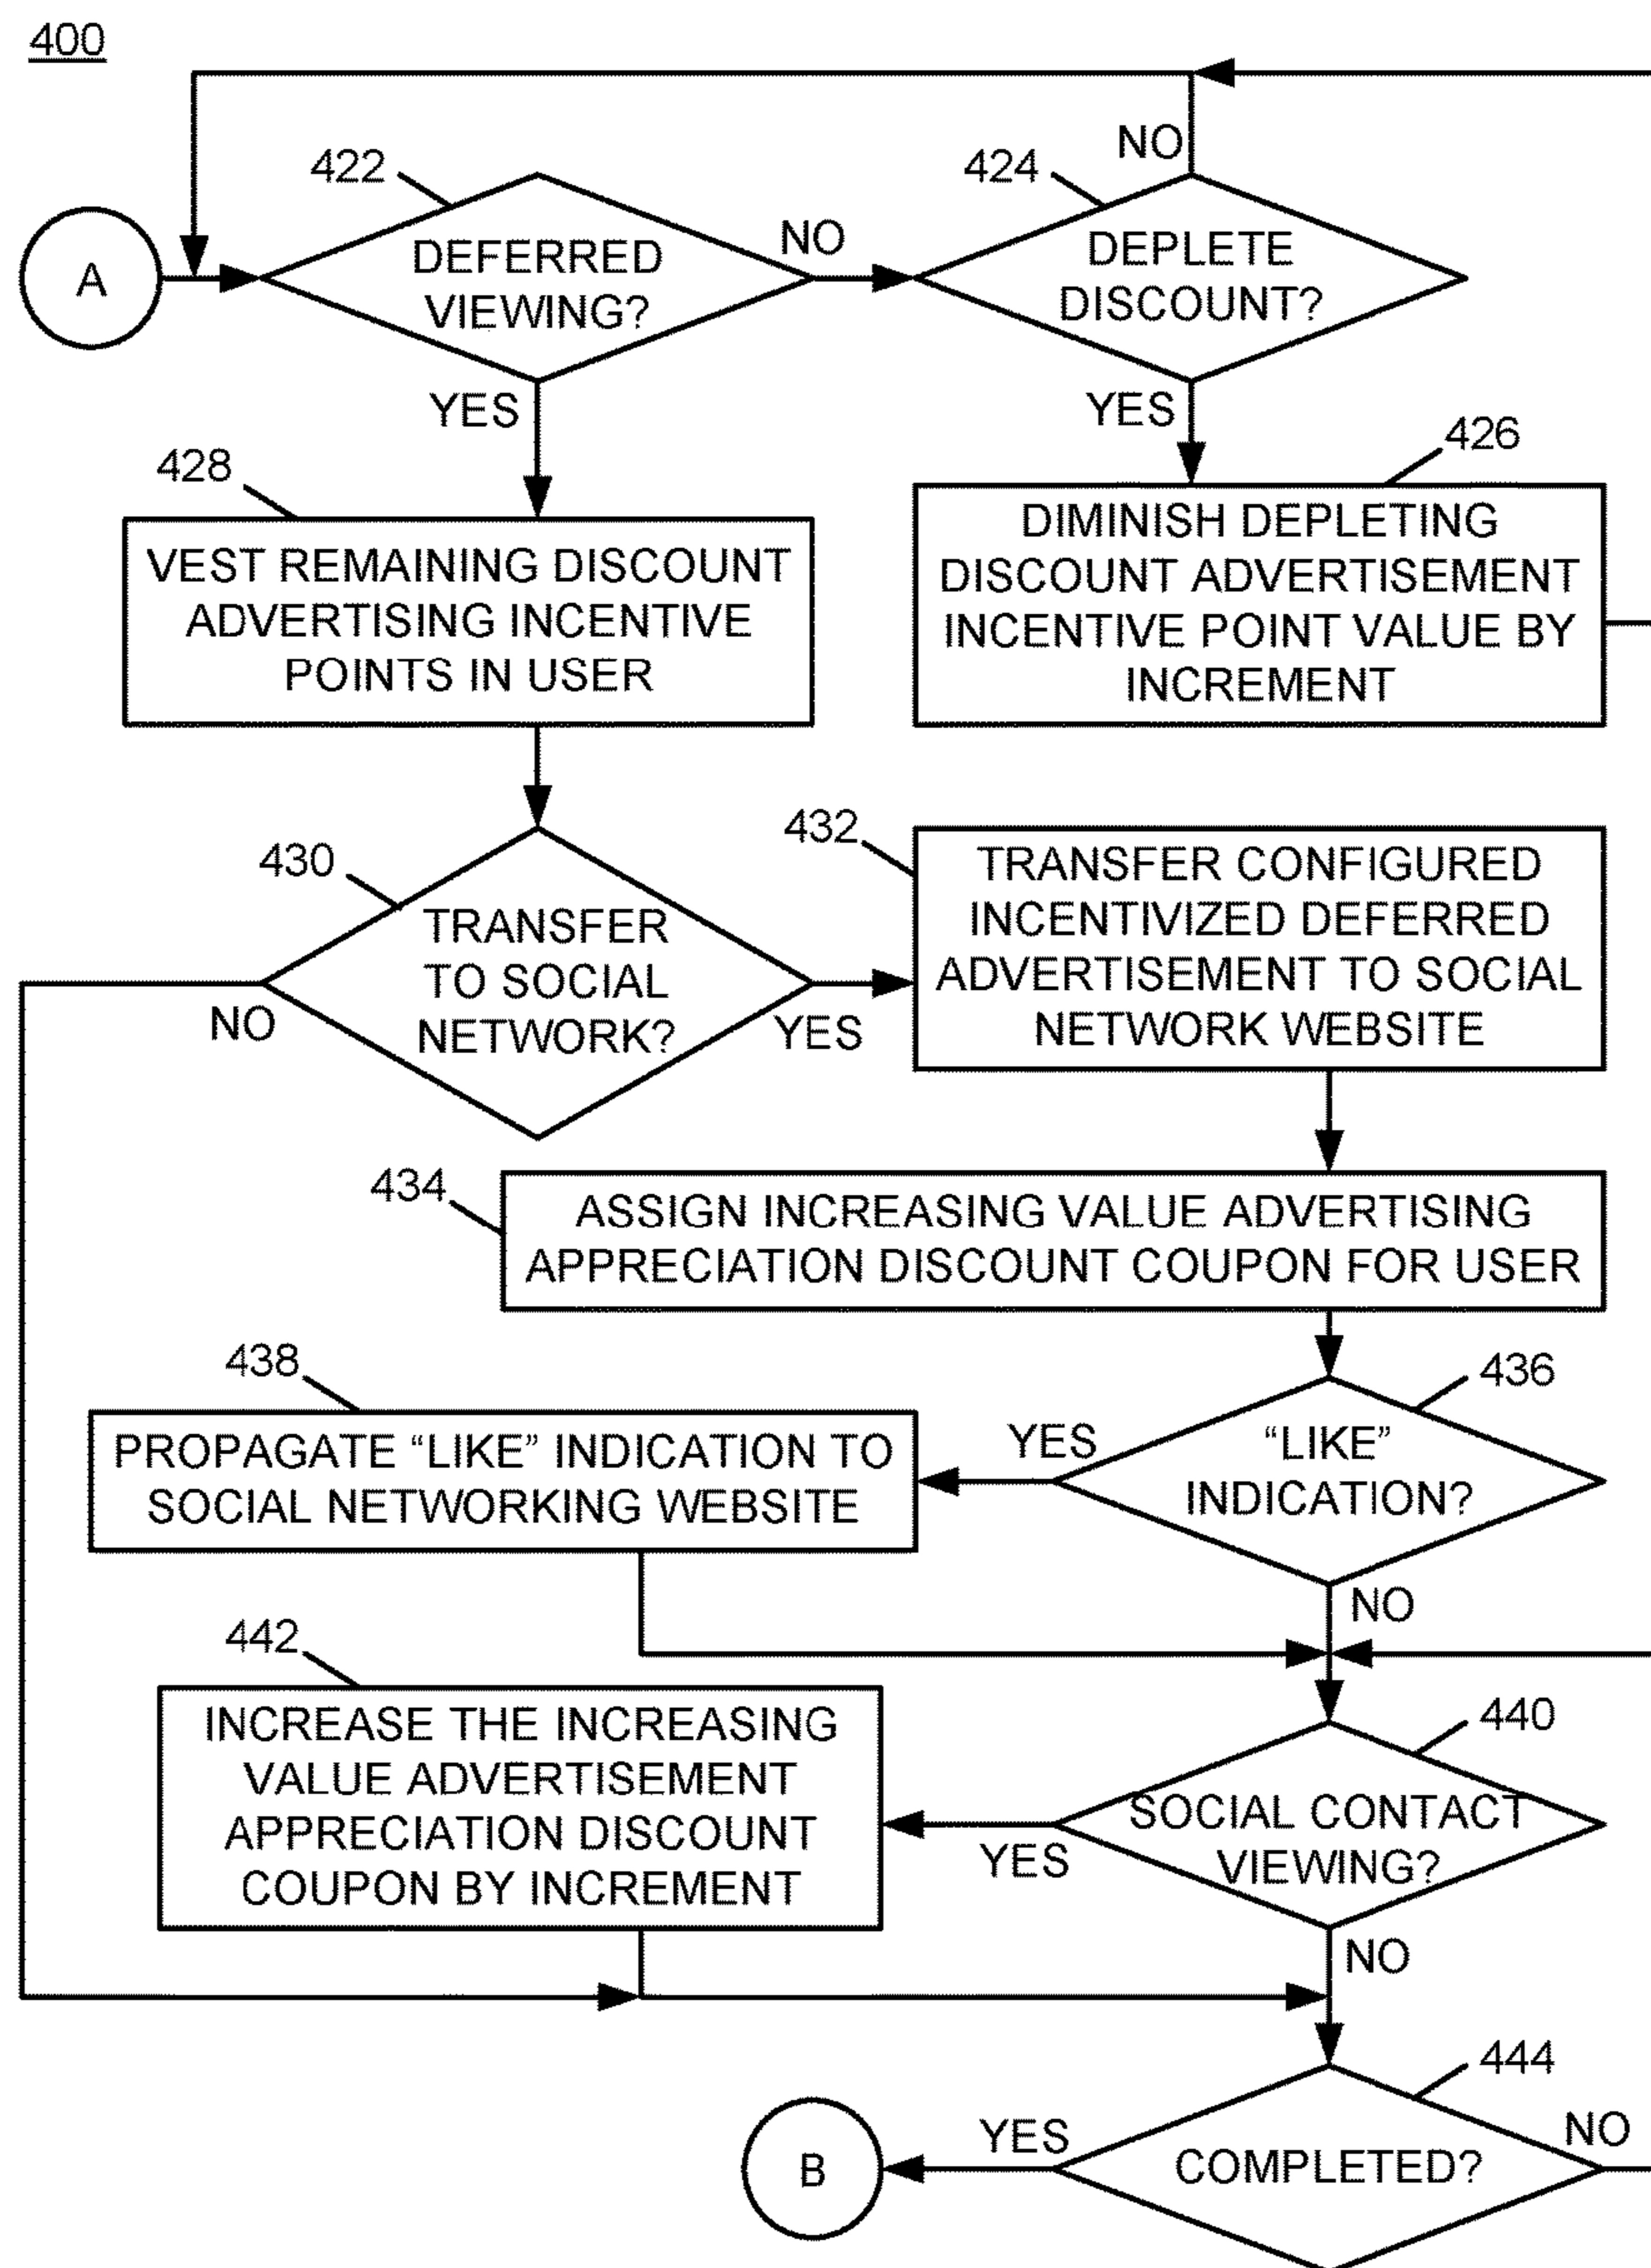 400
422
424
NO
A
DEFERRED
VIEWING?
NO
DEPLETE
DISCOUNT?
YES
YES
428
426
VEST REMAINING DISCOUNT
ADVERTISING INCENTIVE
POINTS IN USER
DIMINISH DEPLETING
DISCOUNT ADVERTISEMENT
INCENTIVE POINT VALUE BY
INCREMENT
430
432
TRANSFER
TO SOCIAL
NETWORK?
NO
YES
TRANSFER CONFIGURED
INCENTIVIZED DEFERRED
ADVERTISEMENT TO SOCIAL
NETWORK WEBSITE
434
ASSIGN INCREASING VALUE ADVERTISING
APPRECIATION DISCOUNT COUPON FOR USER
438
436
PROPAGATE “LIKE” INDICATION TO
SOCIAL NETWORKING WEBSITE
YES
“LIKE”
INDICATION?
NO
442
440
INCREASE THE INCREASING
VALUE ADVERTISEMENT
APPRECIATION DISCOUNT
COUPON BY INCREMENT
YES
SOCIAL CONTACT
VIEWING?
NO
444
B
YES
COMPLETED?
NO